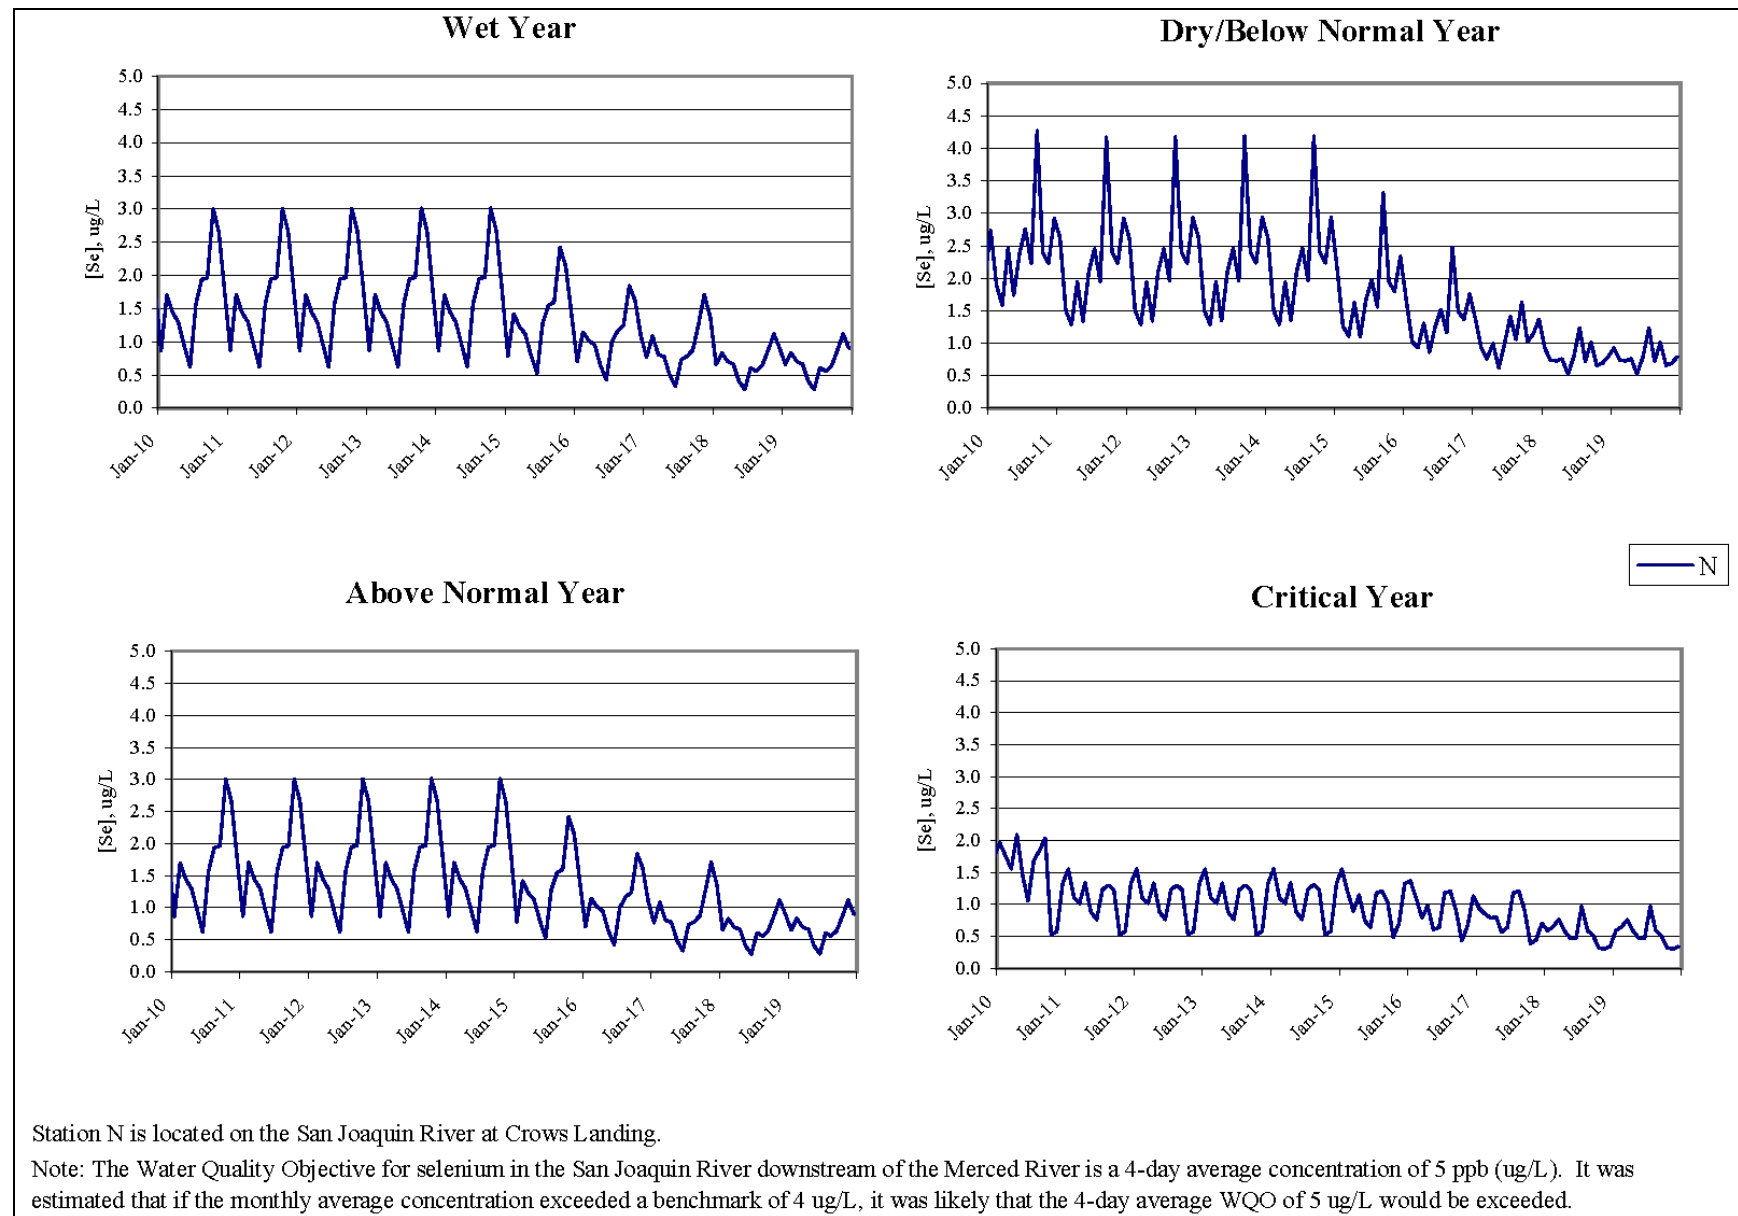 Wet Year
5.0
4.5
4.0
3.5
3.0
2.5
2.0
1.5
1.0
0.5
0.0
[Se], ug/L
Jan-10
Jan-11
Jan-12
Jan-13
Jan-14
Jan-15
Jan-16
Jan-17
Jan-18
Jan-19
Dry/Below Normal Year
5.0
4.5
4.0
3.5
3.0
2.5
2.0
1.5
1.0
0.5
0.0
[Se], ug/L
Jan-10
Jan-11
Jan-12
Jan-13
Jan-14
Jan-15
Jan-16
Jan-17
Jan-18
Jan-19
N
Above Normal Year
5.0
4.5
4.0
3.5
3.0
2.5
2.0
1.5
1.0
0.5
0.0
[Se], ug/L
Jan-10
Jan-11
Jan-12
Jan-13
Jan-14
Jan-15
Jan-16
Jan-17
Jan-18
Jan-19
Critical Year
5.0
4.5
4.0
3.5
3.0
2.5
2.0
1.5
1.0
0.5
0.0
[Se], ug/L
Jan-10
Jan-11
Jan-12
Jan-13
Jan-14
Jan-15
Jan-16
Jan-17
Jan-18
Jan-19
Station N is located on the San Joaquin River at Crows Landing.
Note: The Water Quality Objective for selenium in the San Joaquin River downstream of the Merced River is a 4-day average concentration of 5 ppb (ug/L).  It was
estimated that if the monthly average concentration exceeded a benchmark of 4 ug/L, it was likely that the 4-day average WQO of 5 ug/L would be exceeded.